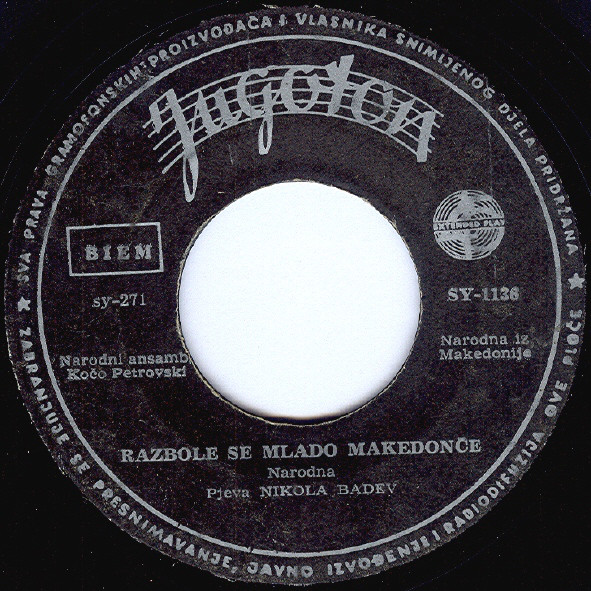 SVA PRAVA GRAMOFONSKIH PROIZVOĐAČA I VLASNIKA SNIMLJENOG DJELA PRIDRŽANA ★ ZABRANJUJE SE PRESNIMAVANJE, JAVNO IZVOĐENJE I RADIODIFUZIJA OVE PLOČE ★
Jugoton
BIEM
EXTENDED PLAY
sy-271
SY-1136
Narodni ansamb
Kočo Petrovski
Narodna iz
Makedonije
RAZBOLE SE MLADO MAKEDONČE
Narodna
Pjeva NIKOLA BADEV